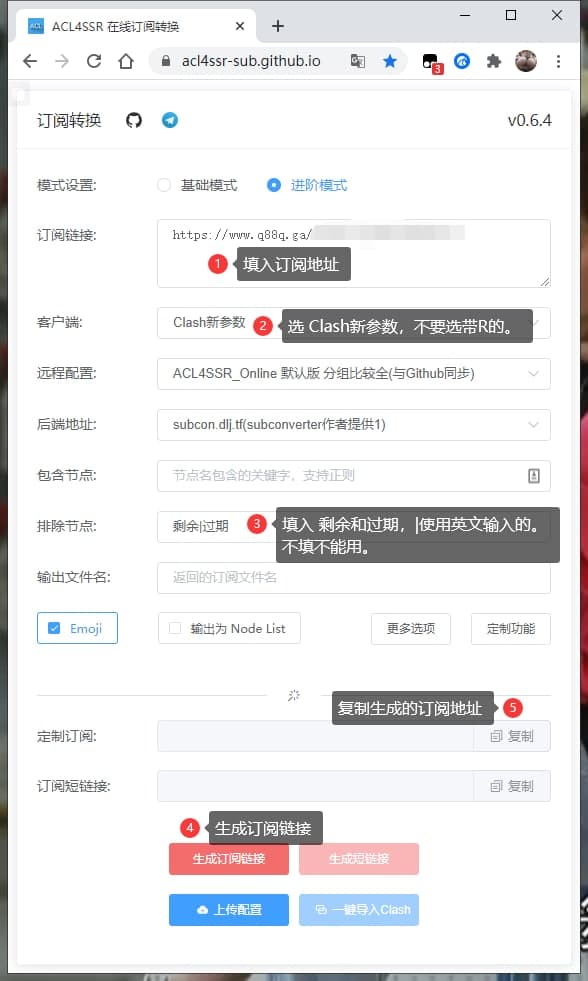 ACL4SSR 在线订阅转换
acl4ssr-sub.github.io
3
订阅转换
v0.6.4
模式设置:
基础模式
进阶模式
订阅链接:
https://www.q88q.ga/
1 填入订阅地址
客户端:
Clash新参数
2 选 Clash新参数，不要选带R的。
远程配置:
ACL4SSR_Online 默认版 分组比较全(与Github同步)
后端地址:
subcon.dlj.tf(subconverter作者提供1)
包含节点:
节点名包含的关键字，支持正则
排除节点:
剩余|过期
3 填入 剩余和过期，|使用英文输入的。
不填不能用。
输出文件名:
返回的订阅文件名
Emoji
输出为 Node List
更多选项
定制功能
复制生成的订阅地址 5
定制订阅:
复制
订阅短链接:
复制
4 生成订阅链接
生成订阅链接
生成短链接
上传配置
一键导入Clash